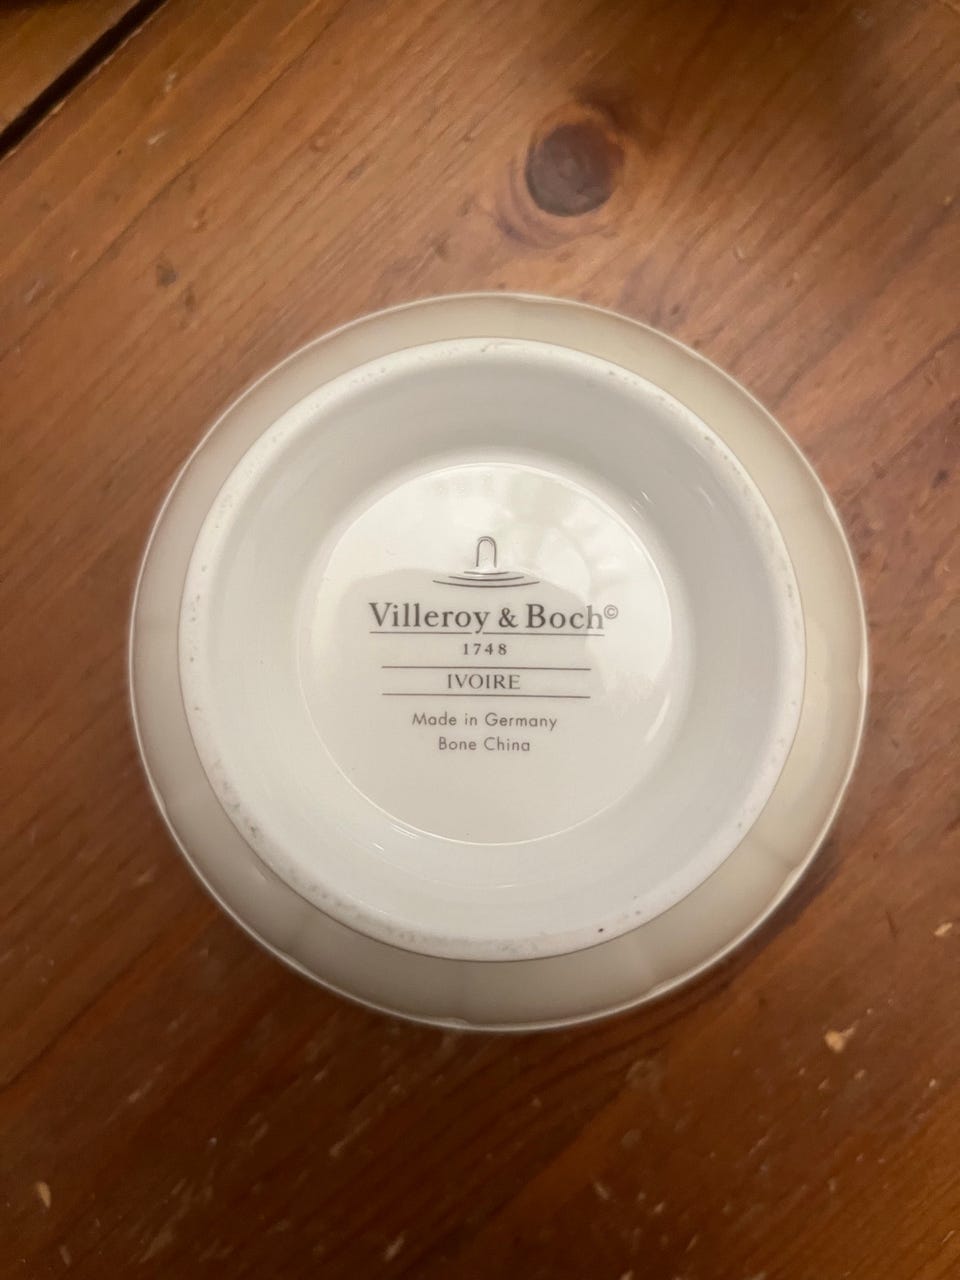 Villeroy & Boch©
1748
IVOIRE
Made in Germany
Bone China